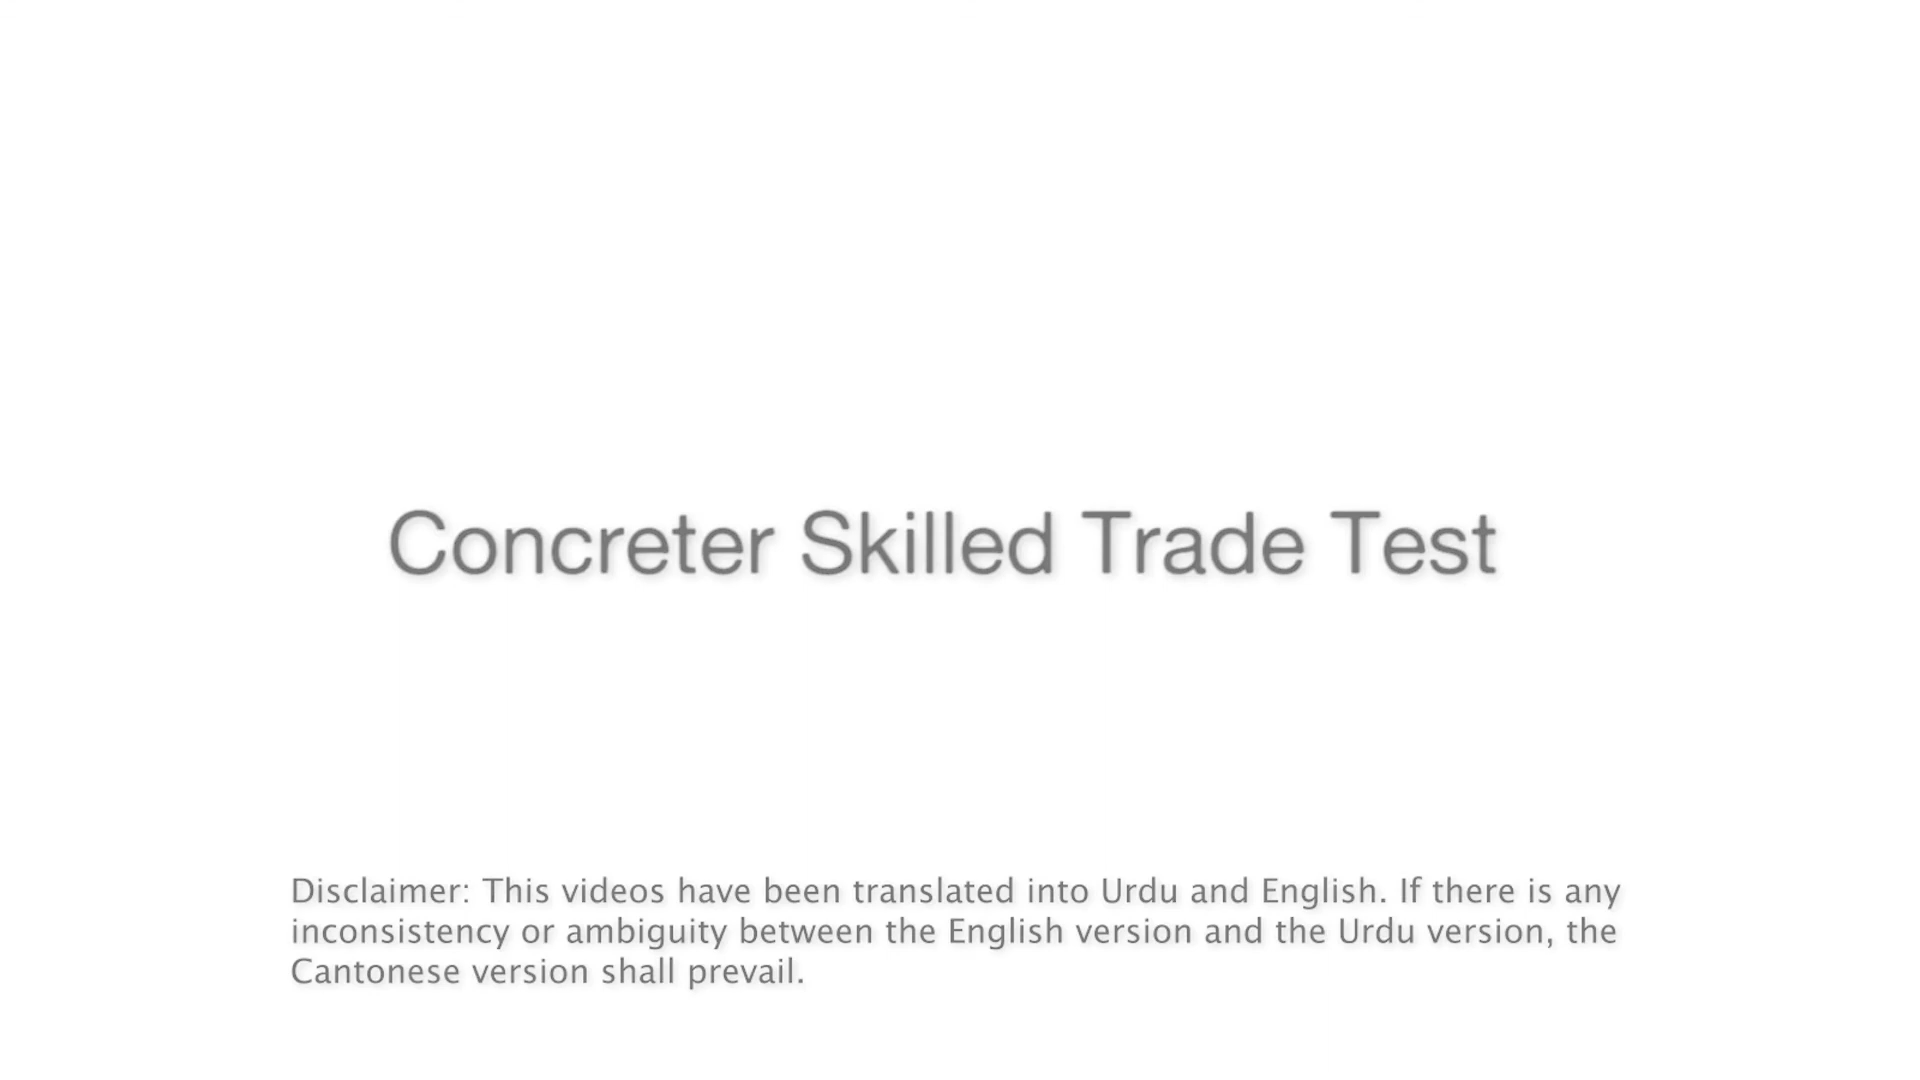 Concreter Skilled Trade Test
Disclaimer: This videos have been translated into Urdu and English. If there is any
inconsistency or ambiguity between the English version and the Urdu version, the
Cantonese version shall prevail.